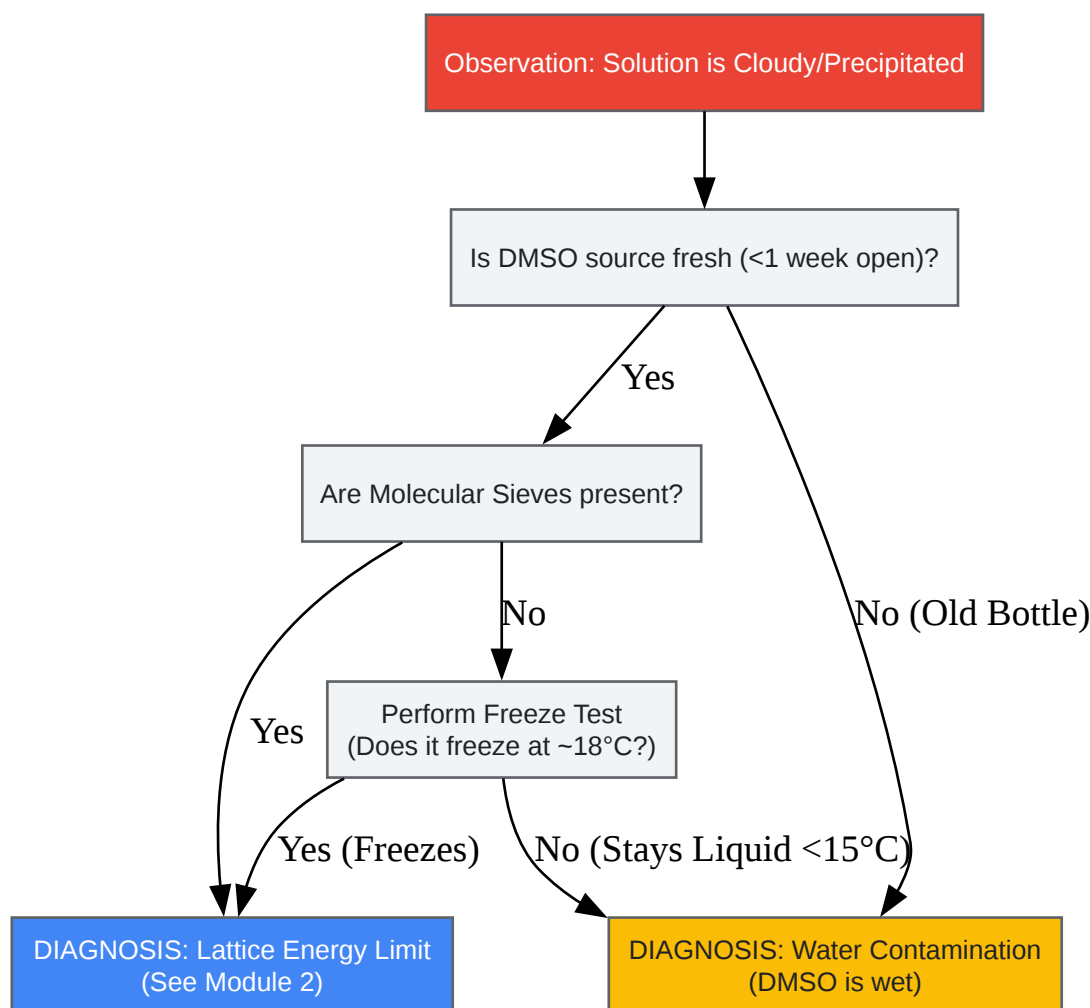 Observation: Solution is Cloudy/Precipitated
Is DMSO source fresh (<1 week open)?
Yes
Are Molecular Sieves present?
No
No (Old Bottle)
Perform Freeze Test
(Does it freeze at ~18°C?)
Yes
Yes (Freezes)
No (Stays Liquid <15°C)
DIAGNOSIS: Lattice Energy Limit
(See Module 2)
DIAGNOSIS: Water Contamination
(DMSO is wet)